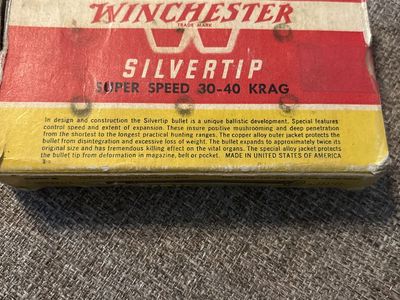 WINCHESTER
TRADE MARK
W
SILVERTIP
SUPER SPEED 30-40 KRAG
In design and construction the Silvertip bullet is a unique ballistic development. Special features
control speed and extent of expansion. These insure positive mushrooming and deep penetration
from the shortest to the longest practical hunting ranges. The copper alloy outer jacket protects the
bullet from disintegration and excessive loss of weight. The bullet expands to approximately twice its
original size and has tremendous killing effect on the vital organs. The special alloy jacket protects
the bullet tip from deformation in magazine, belt or pocket. MADE IN UNITED STATES OF AMERICA